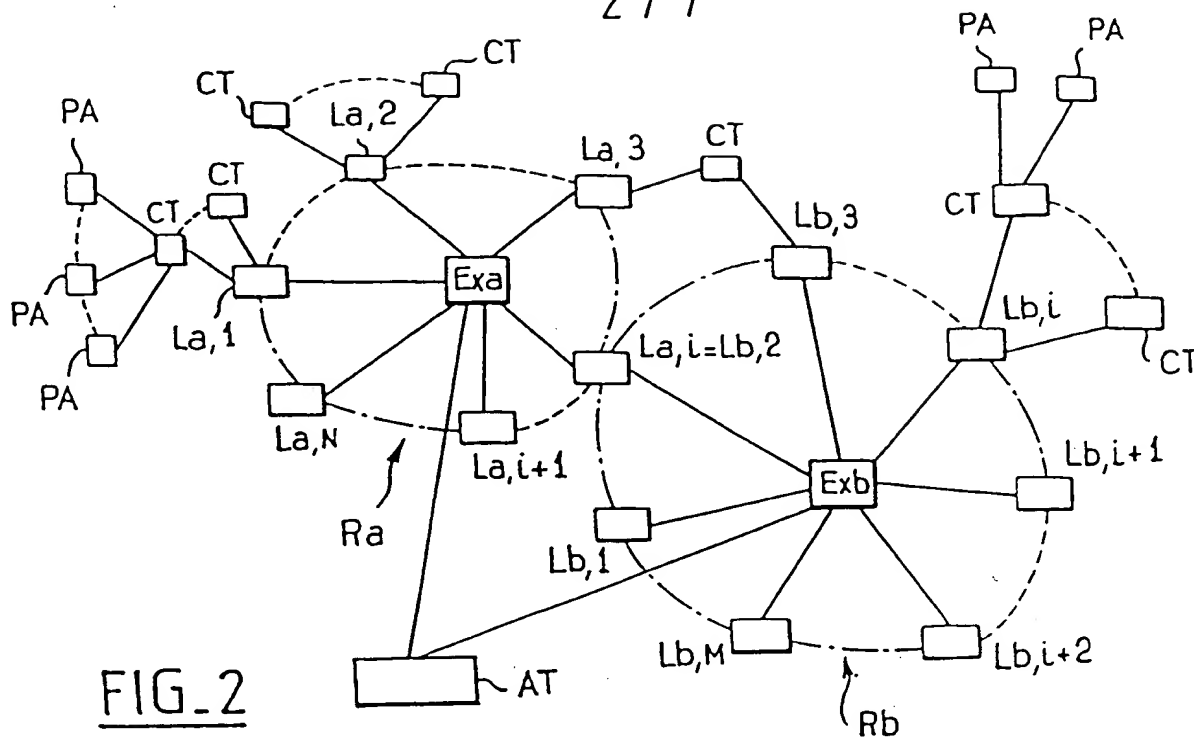 2/7
PA
PA
CT
CT
La,2
PA
La,3
CT
CT
CT
CT
Lb,3
Exa
PA
La,1
La,i=Lb,2
Lb,i
CT
PA
La,N
La,i+1
Exb
Lb,i+1
Ra
Lb,1
Lb,M
Lb,i+2
AT
FIG_2
Rb